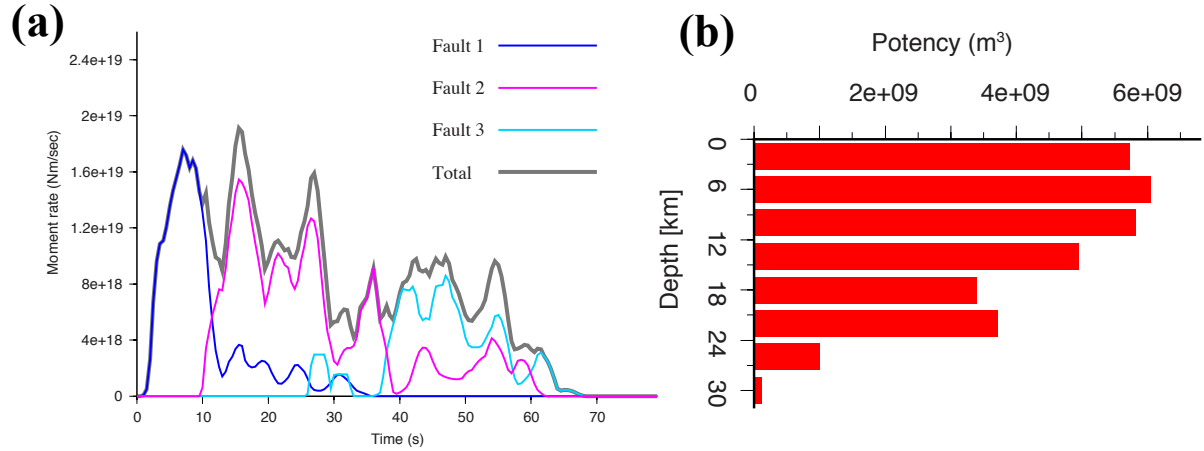 (a)
Moment rate (Nm/sec)
2.4e+19
2e+19
1.6e+19
1.2e+19
8e+18
4e+18
0
0 10 20 30 40 50 60 70
Time (s)
Fault 1
Fault 2
Fault 3
Total
(b)
Potency (m³)
0 2e+09 4e+09 6e+09
Depth [km]
0
6
12
18
24
30